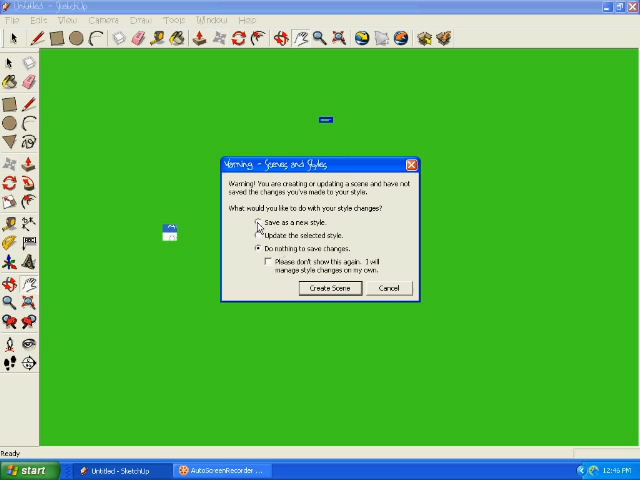 Untitled - SketchUp
File Edit View Camera Draw Tools Window Help
Warning - Scenes and Styles
Warning! You are creating or updating a scene and have not
saved the changes you've made to your style.
What would you like to do with your style changes?
Save as a new style.
Update the selected style.
Do nothing to save changes.
Please don't show this again. I will
manage style changes on my own.
Create Scene Cancel
Ready
start Untitled - SketchUp AutoScreenRecorder ... 12:46 PM